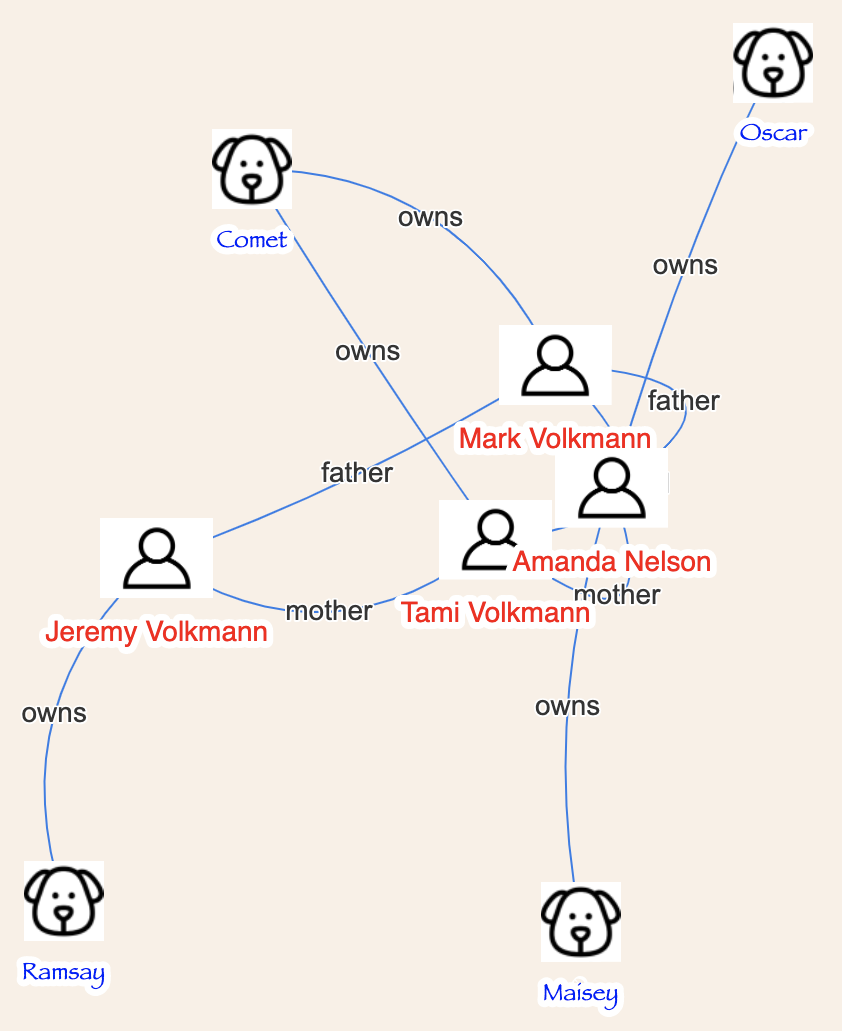 Oscar
owns
Comet
owns
owns
father
Mark Volkmann
father
Amanda Nelson
mother
mother
Tami Volkmann
Jeremy Volkmann
owns
owns
Ramsay
Maisey